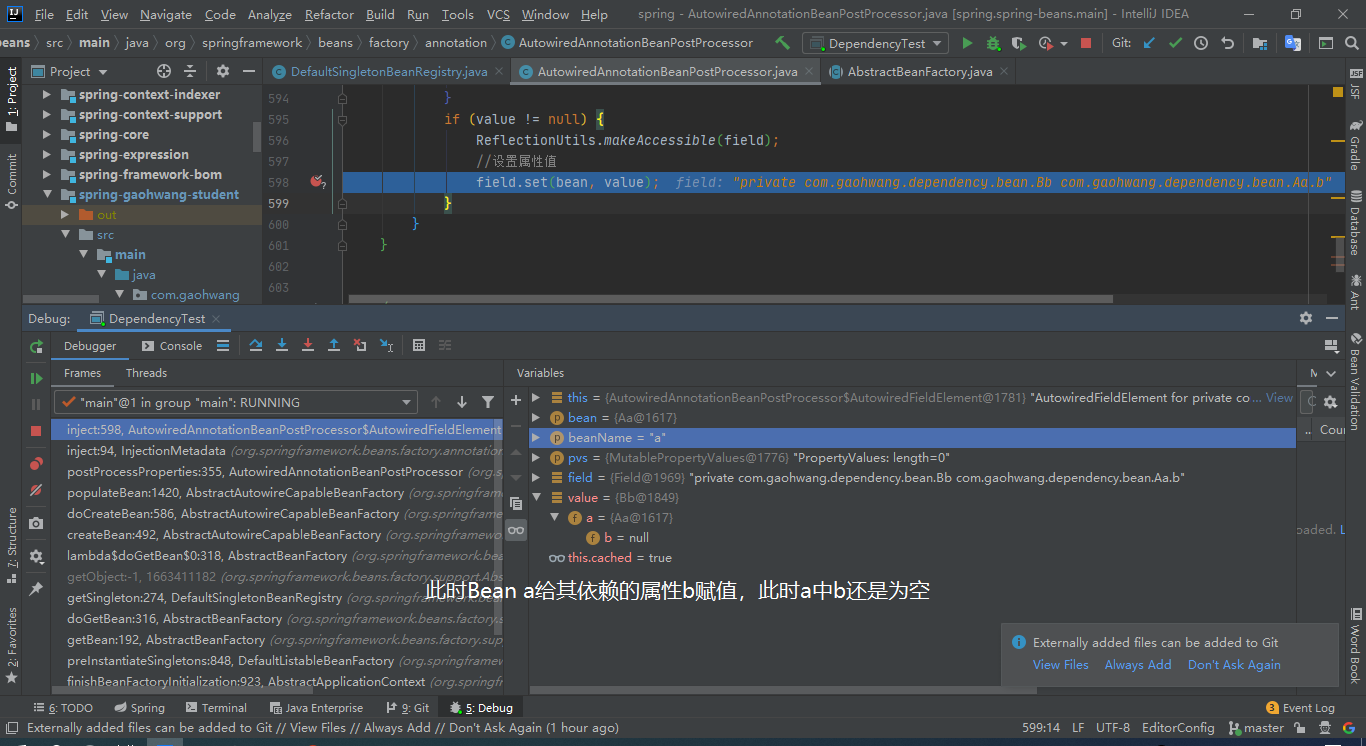 File Edit View Navigate Code Analyze Refactor Build Run Tools VCS Window Help spring - AutowiredAnnotationBeanPostProcessor.java [spring.spring-beans.main] - IntelliJ IDEA
beans src main java org springframework beans factory annotation AutowiredAnnotationBeanPostProcessor DependencyTest Git:
Project DefaultSingletonBeanRegistry.java AutowiredAnnotationBeanPostProcessor.java AbstractBeanFactory.java
1: Project
Commit
7: Structure
2: Favorites
spring-context-indexer
spring-context-support
spring-core
spring-expression
spring-framework-bom
spring-gaohwang-student
out
src
main
java
com.gaohwang
594 }
595 if (value != null) {
596 ReflectionUtils.makeAccessible(field);
597 //设置属性值
598 field.set(bean, value); field: "private com.gaohwang.dependency.bean.Bb com.gaohwang.dependency.bean.Aa.b"
599 }
600 }
601 }
602
603
JSF
Gradle
Database
Ant
Bean Validation
Word Book
Debug: DependencyTest
Debugger Console
Frames Threads
"main"@1 in group "main": RUNNING
inject:598, AutowiredAnnotationBeanPostProcessor$AutowiredFieldElement
inject:94, InjectionMetadata (org.springframework.beans.factory.annotation
postProcessProperties:355, AutowiredAnnotationBeanPostProcessor (org.spring
populateBean:1420, AbstractAutowireCapableBeanFactory (org.springframew
doCreateBean:586, AbstractAutowireCapableBeanFactory (org.springframew
createBean:492, AbstractAutowireCapableBeanFactory (org.springframework
lambda$doGetBean$0:318, AbstractBeanFactory (org.springframework.bea
getObject:-1, 1663411182 (org.springframework.beans.factory.support.Abs
getSingleton:274, DefaultSingletonBeanRegistry (org.springframework.bean
doGetBean:316, AbstractBeanFactory (org.springframework.beans.factory.su
getBean:192, AbstractBeanFactory (org.springframework.beans.factory.sup
preInstantiateSingletons:848, DefaultListableBeanFactory (org.springframew
finishBeanFactoryInitialization:923, AbstractApplicationContext (org.springfr
Variables
this = {AutowiredAnnotationBeanPostProcessor$AutowiredFieldElement@1781} "AutowiredFieldElement for private co... View
bean = {Aa@1617}
beanName = "a"
pvs = {MutablePropertyValues@1776} "PropertyValues: length=0"
field = {Field@1969} "private com.gaohwang.dependency.bean.Bb com.gaohwang.dependency.bean.Aa.b"
value = {Bb@1849}
a = {Aa@1617}
b = null
this.cached = true
.. Cour
oaded. L
此时Bean a给其依赖的属性b赋值，此时a中b还是为空
Externally added files can be added to Git
View Files Always Add Don't Ask Again
6: TODO Spring Terminal Java Enterprise 9: Git 5: Debug 3 Event Log
Externally added files can be added to Git // View Files // Always Add // Don't Ask Again (1 hour ago) 599:14 LF UTF-8 EditorConfig master